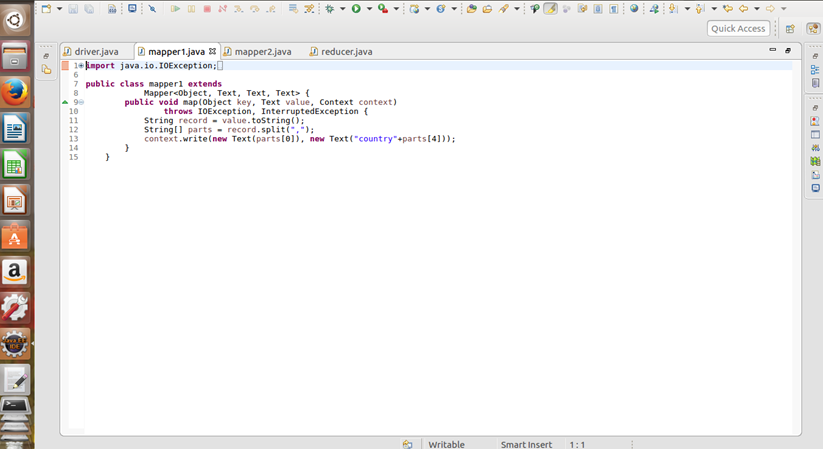 Quick Access
driver.java
mapper1.java
mapper2.java
reducer.java
1 import java.io.IOException;
6
7 public class mapper1 extends
8 Mapper<Object, Text, Text, Text> {
9 public void map(Object key, Text value, Context context)
10 throws IOException, InterruptedException {
11 String record = value.toString();
12 String[] parts = record.split(",");
13 context.write(new Text(parts[0]), new Text("country"+parts[4]));
14 }
15 }
Writable
Smart Insert
1:1